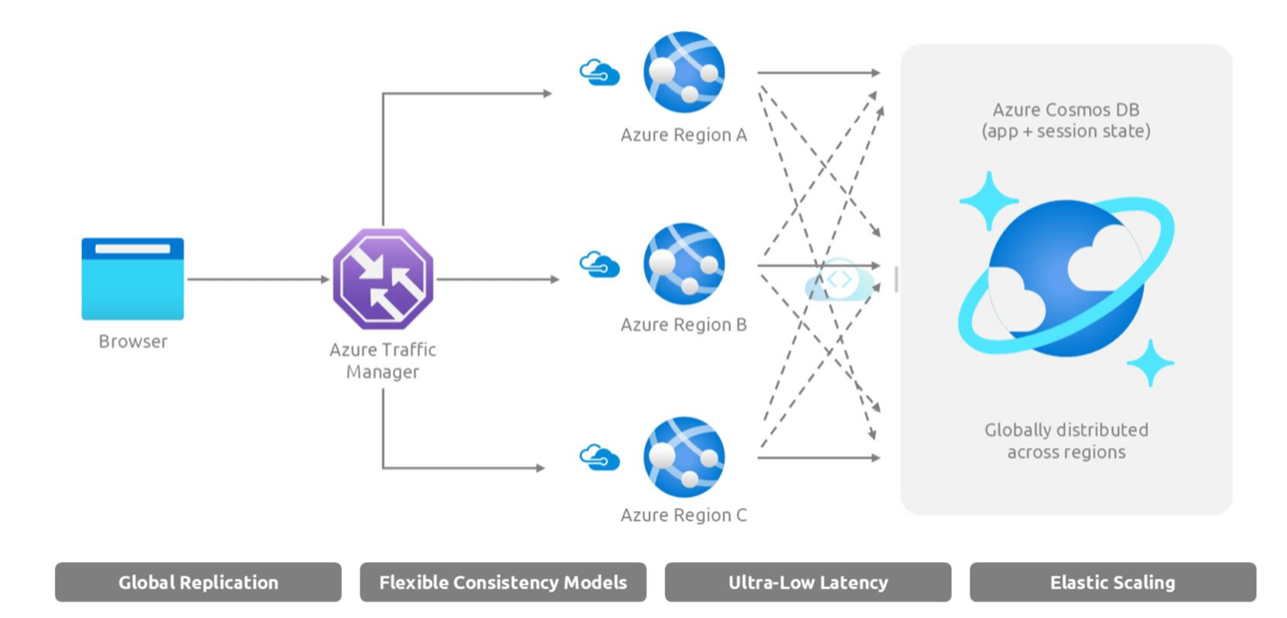 Azure Region A
Azure Cosmos DB
(app + session state)
Browser
Azure Traffic
Manager
Azure Region B
<>
Globally distributed
across regions
Azure Region C
Global Replication
Flexible Consistency Models
Ultra-Low Latency
Elastic Scaling